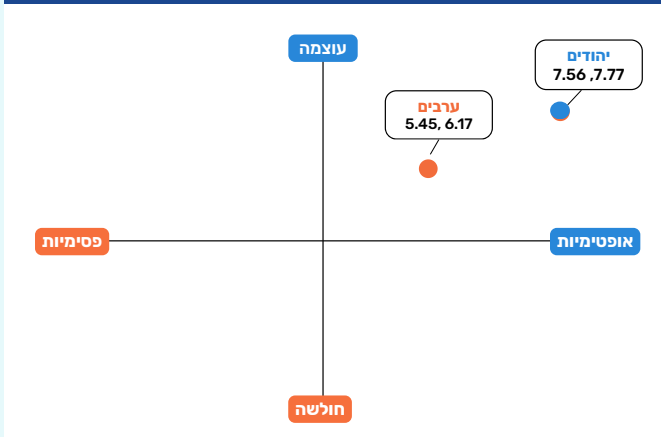 עוצמה
יהודים
7.56 ,7.77
ערבים
5.45, 6.17
פסימיות
אופטימיות
חולשה